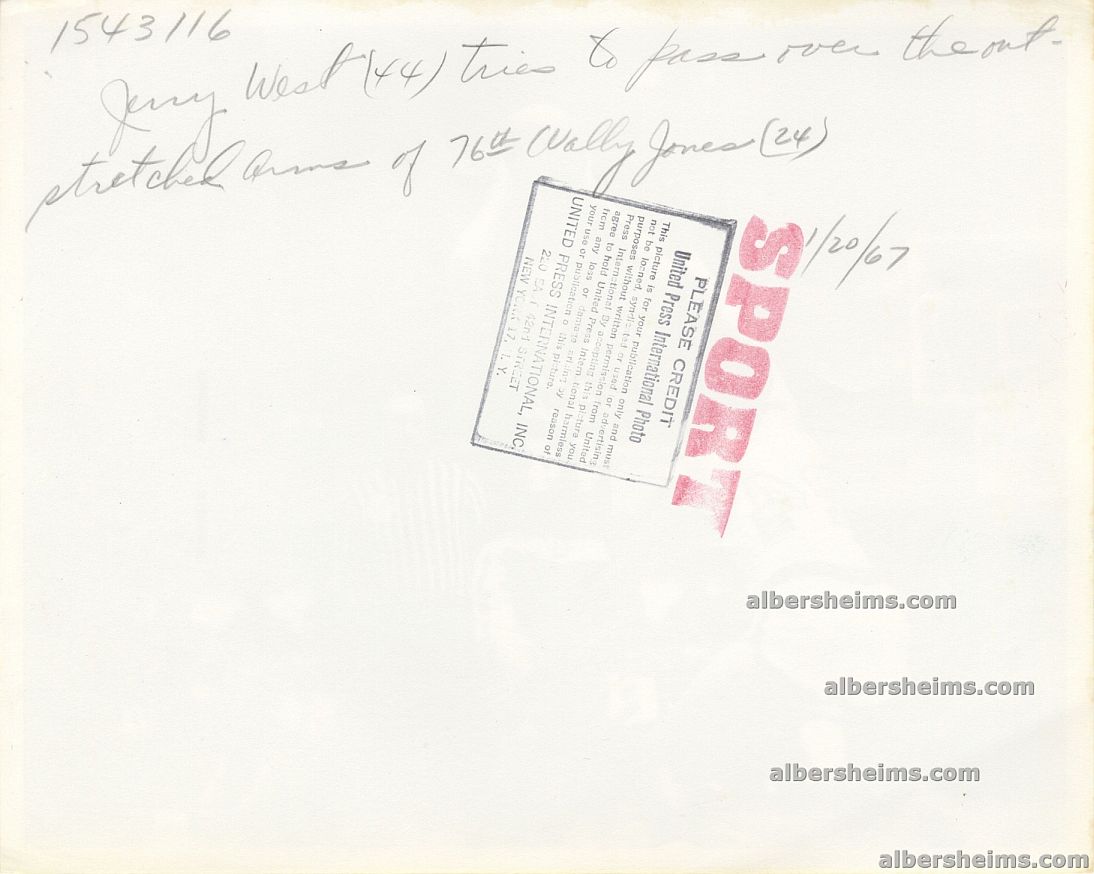 1543116
Jerry West (44) tries to pass over the out-
stretched arms of 76th Wally Jones (24)
1/20/67
SPORT
PLEASE CREDIT
United Press International Photo
This picture is for your publication only and must
not be loaned, syndicated or used for advertising
purposes without written permission from United
Press International. By accepting this picture you
agree to hold United Press International harmless
from any loss or damage arising by reason of
your use or publication of this picture.
UNITED PRESS INTERNATIONAL, INC.
220 EAST 42nd STREET
NEW YORK 17, N.Y.
albersheims.com
albersheims.com
albersheims.com
albersheims.com